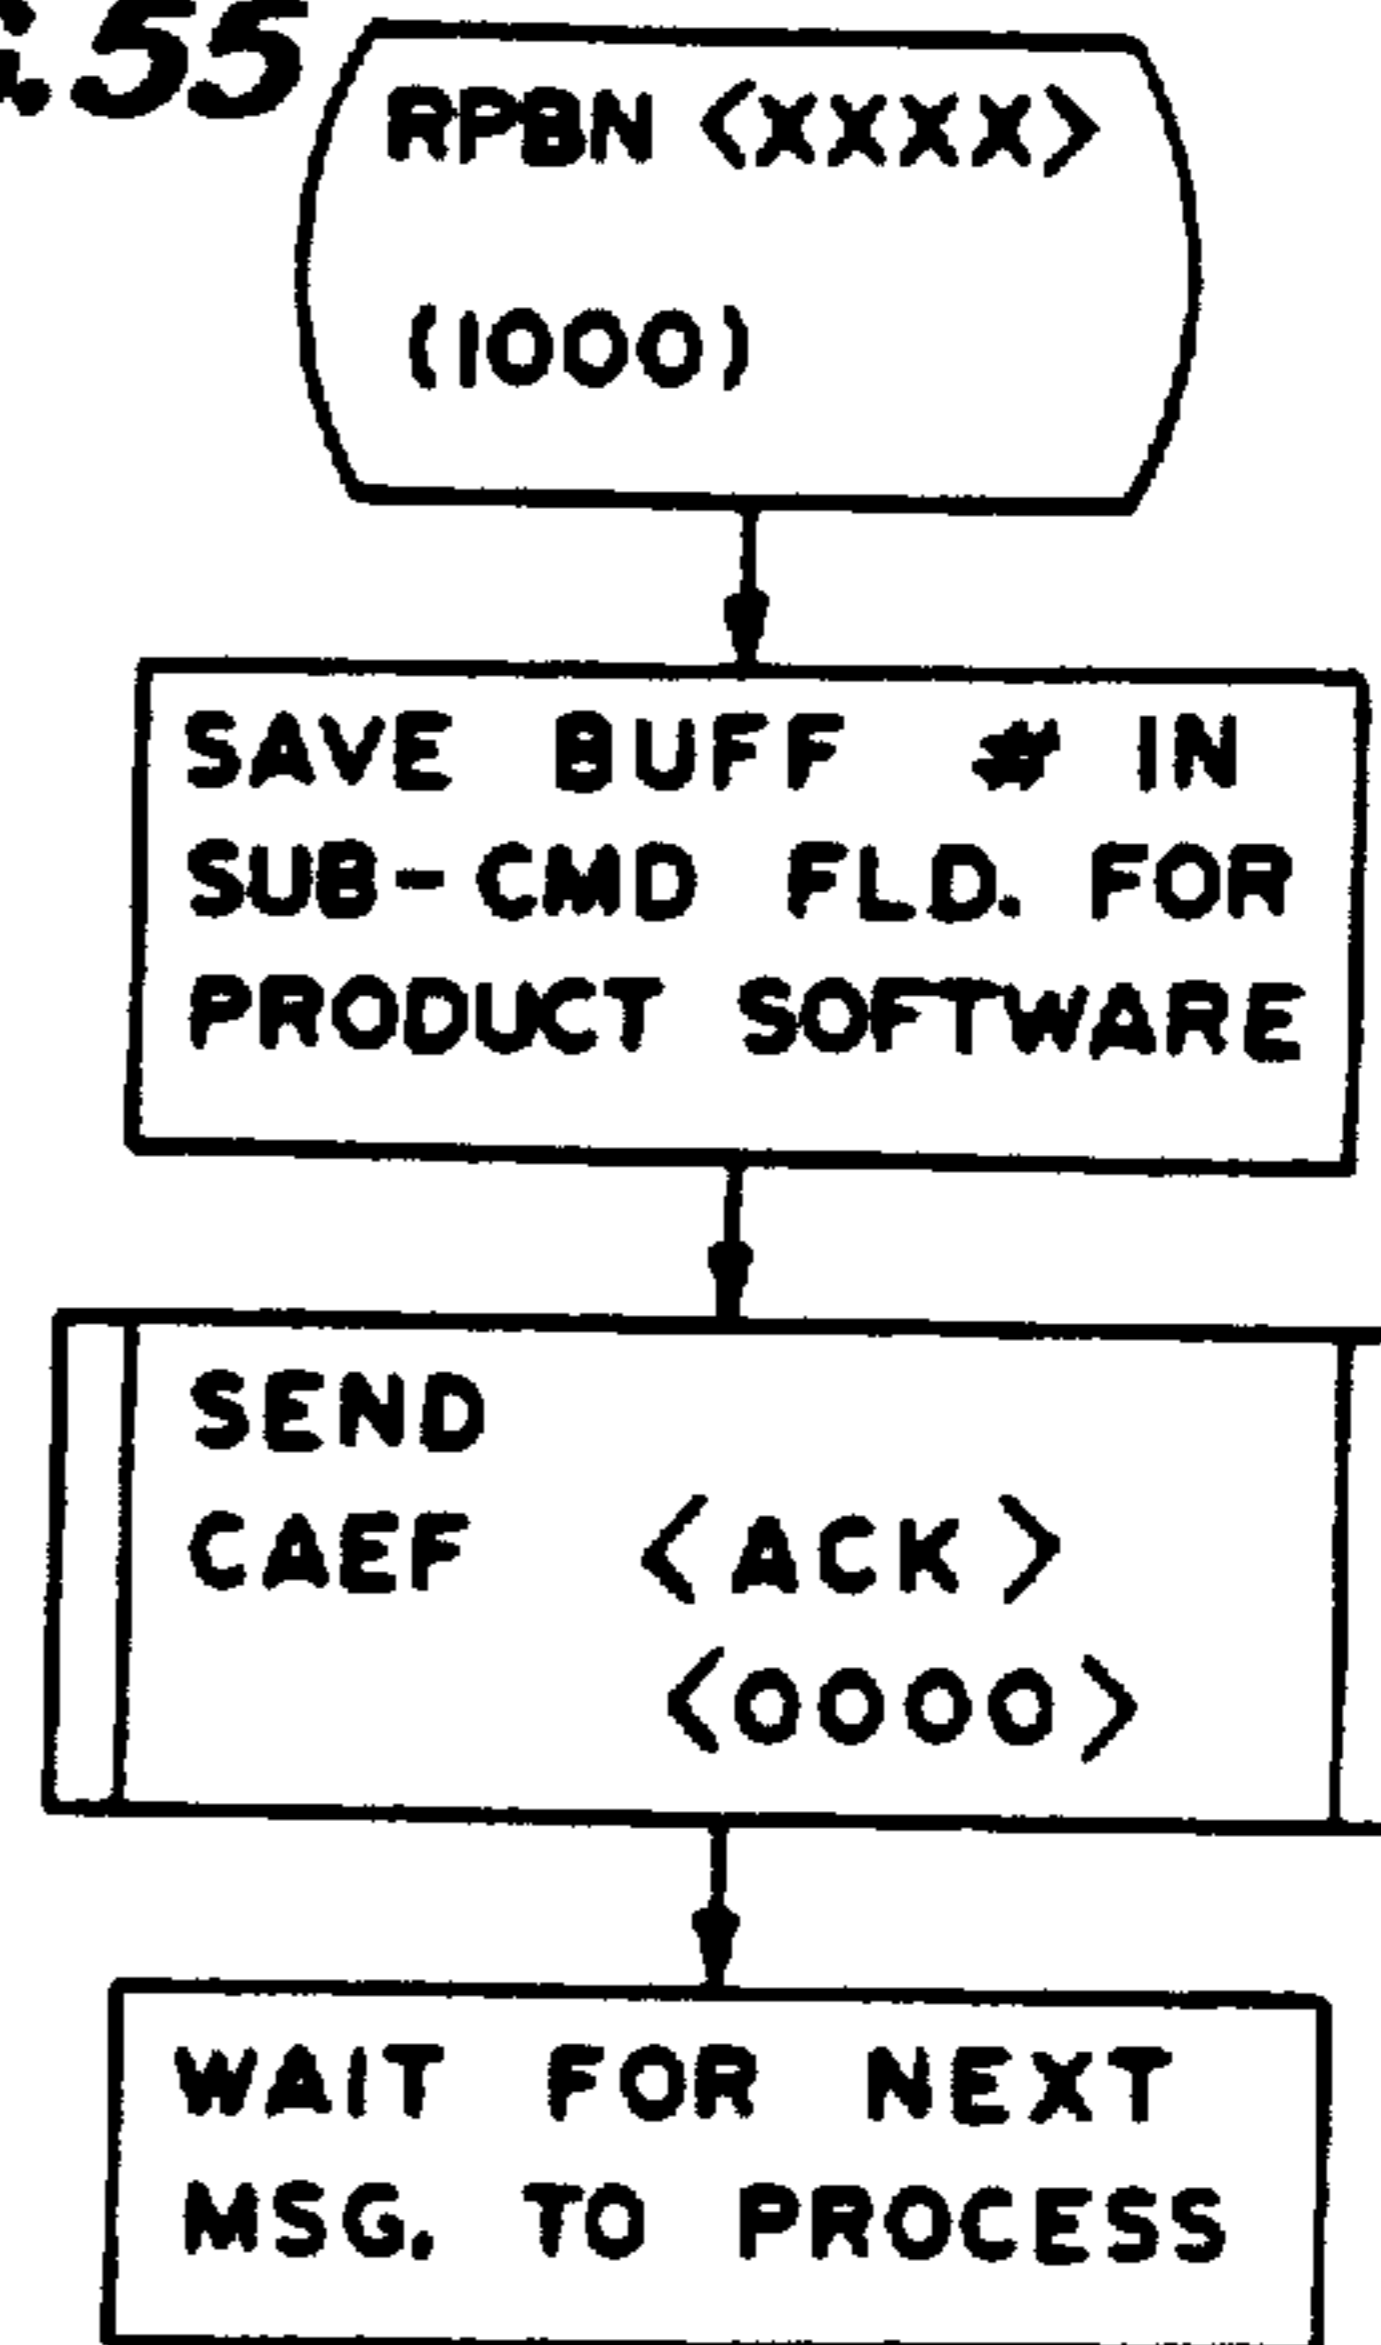 .55
RPBN <XXXX>
(1000)
SAVE BUFF # IN
SUB-CMD FLD. FOR
PRODUCT SOFTWARE
SEND
CAEF <ACK>
<0000>
WAIT FOR NEXT
MSG. TO PROCESS